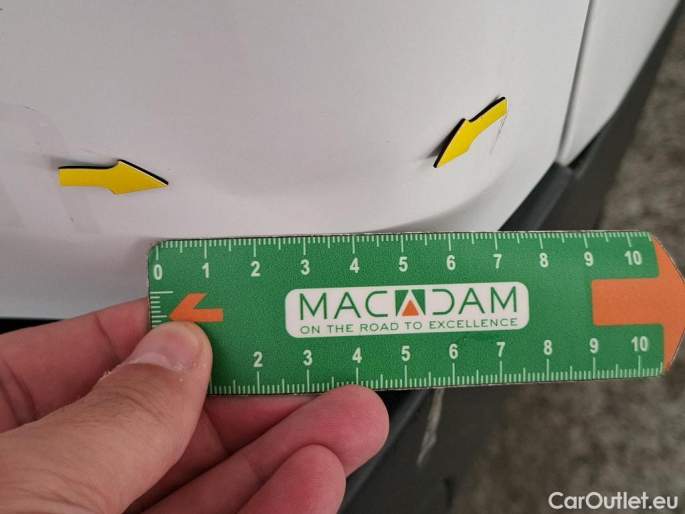 0 1 2 3 4 5 6 7 8 9 10
MACADAM
ON THE ROAD TO EXCELLENCE
2 3 4 5 6 7 8 9 10
CarOutlet.eu